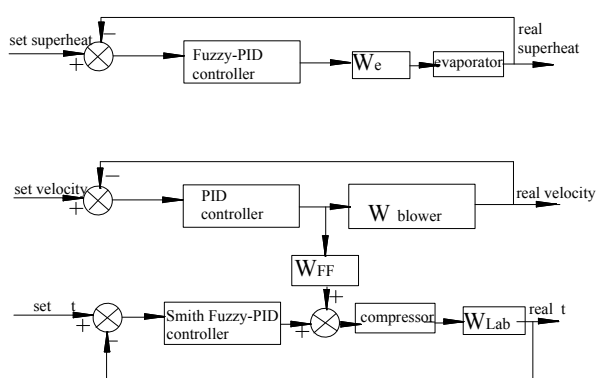 real
set superheat
superheat
Fuzzy-PID
controller
We
evaporator
set velocity
PID
controller
W blower
real velocity
WFF
set t
Smith Fuzzy-PID
controller
compressor
WLab
real t